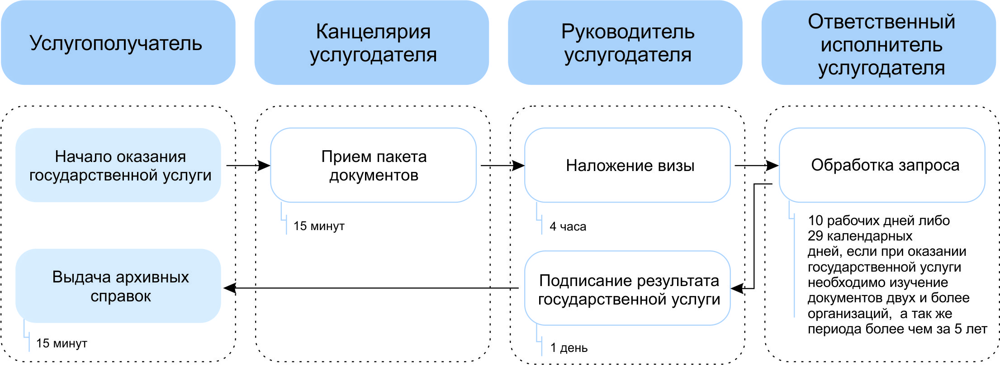 Услугополучатель
Канцелярия
услугодателя
Руководитель
услугодателя
Ответственный
исполнитель
услугодателя
Начало оказания
государственной услуги
Прием пакета
документов
15 минут
Наложение визы
4 часа
Обработка запроса
10 рабочих дней либо
29 календарных
дней, если при оказании
государственной услуги
необходимо изучение
документов двух и более
организаций,  а так же
периода более чем за 5 лет
Подписание результата
государственной услуги
1 день
Выдача архивных
справок
15 минут